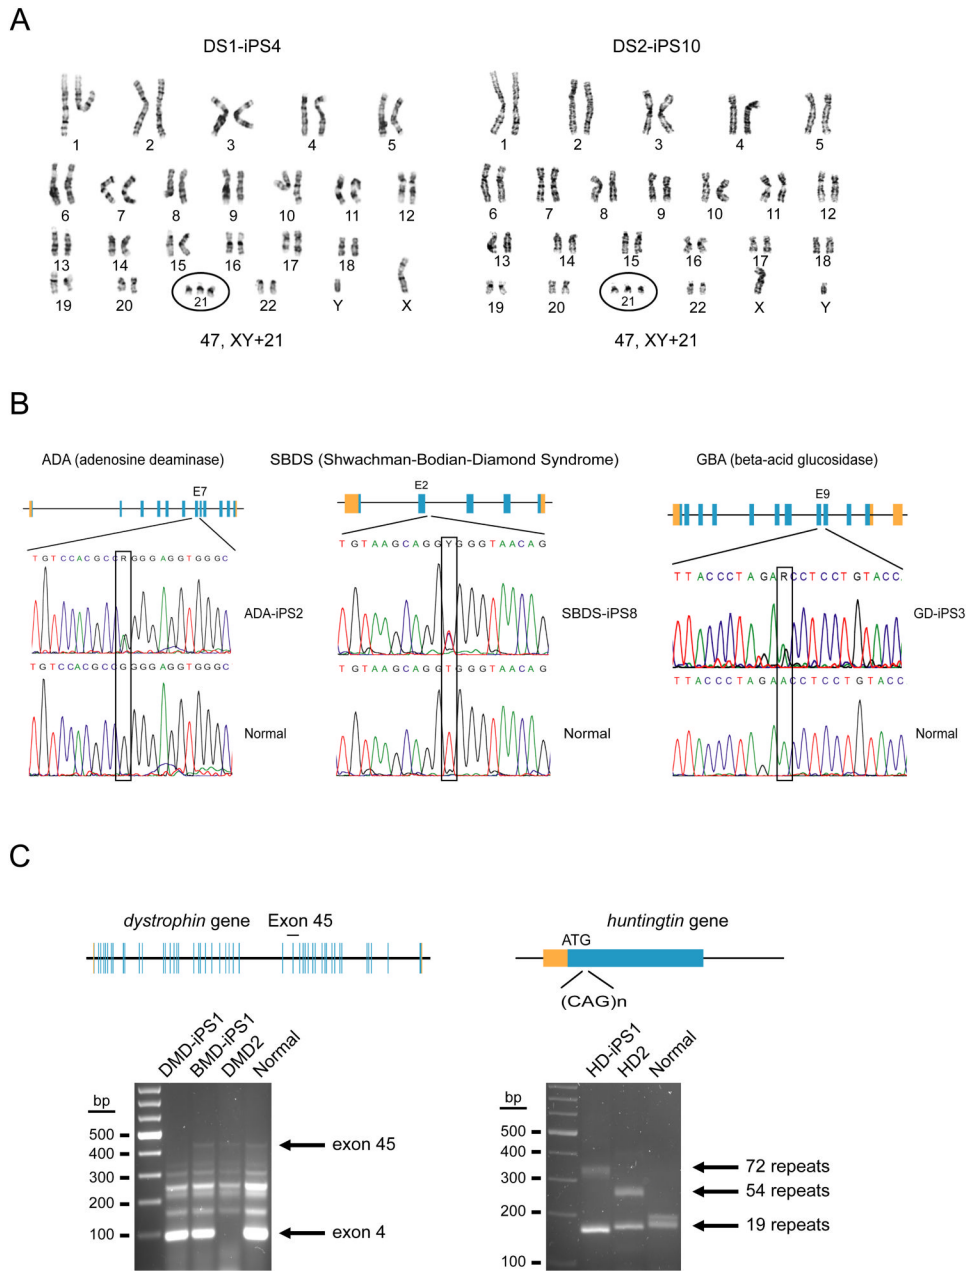 A
DS1-iPS4
DS2-iPS10
1 2 3 4 5
1 2 3 4 5
6 7 8 9 10 11 12
6 7 8 9 10 11 12
13 14 15 16 17 18
13 14 15 16 17 18
19 20 21 22 Y X
19 20 21 22 X Y
47, XY+21
47, XY+21
B
ADA (adenosine deaminase)
E7
TGTCCACGCCRGGGAGGTGGGC
ADA-iPS2
TGTCCACGCCGGGGAGGTGGGC
Normal
SBDS (Shwachman-Bodian-Diamond Syndrome)
E2
TGTAAGCAGGYGGGTAACAG
SBDS-iPS8
TGTAAGCAGGTGGGTAACAG
Normal
GBA (beta-acid glucosidase)
E9
TTACCCTAGARCCTCCTGTACC
GD-iPS3
TTACCCTAGAACCTCCTGTACC
Normal
C
dystrophin gene
Exon 45
DMD-iPS1
BMD-iPS1
DMD2
Normal
bp
500
400
300
200
100
exon 45
exon 4
huntingtin gene
ATG
(CAG)n
HD-iPS1
HD2
Normal
bp
500
400
300
200
100
72 repeats
54 repeats
19 repeats